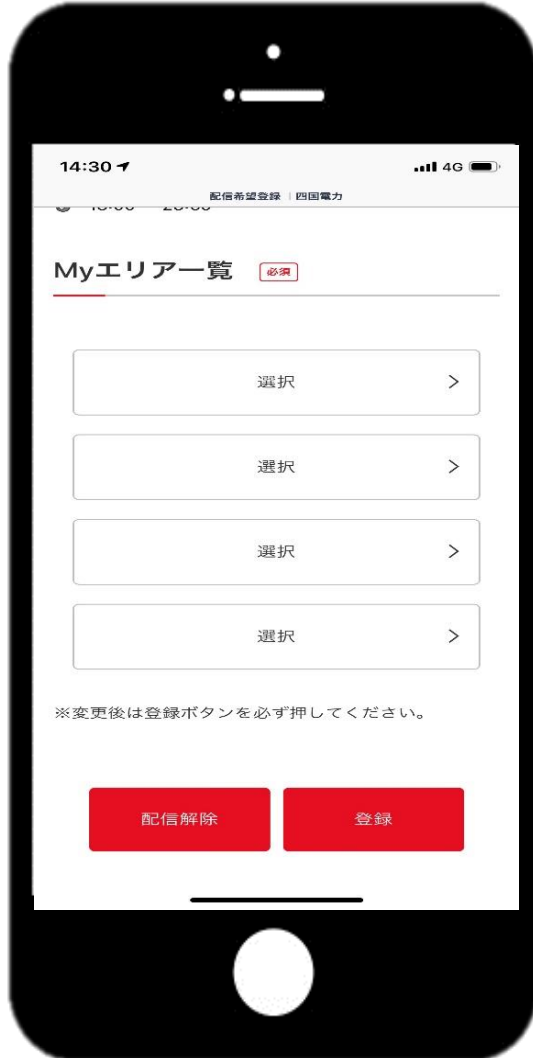 14:30
4G
配信希望登録 | 四国電力
Myエリア一覧 必須
選択
選択
選択
選択
※変更後は登録ボタンを必ず押してください。
配信解除 登録